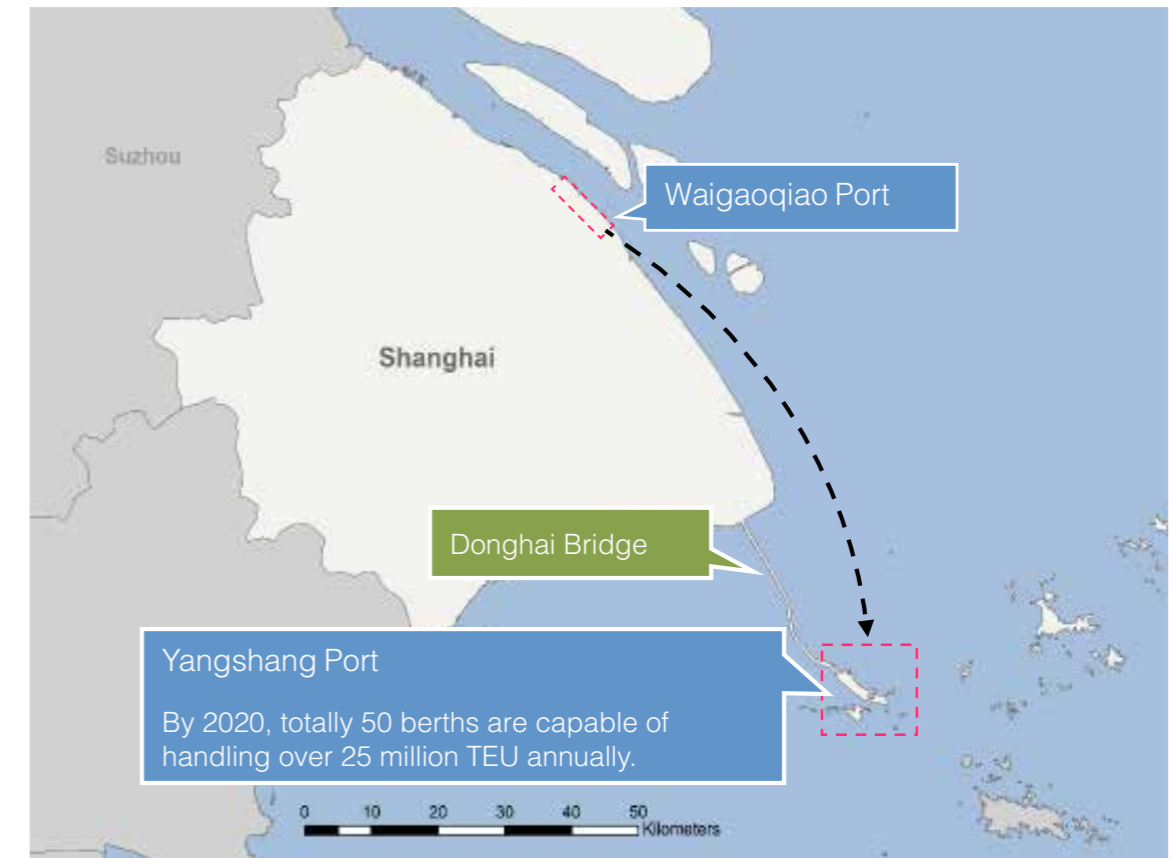 Suzhou
Waigaoqiao Port
Shanghai
Donghai Bridge
Yangshang Port
By 2020, totally 50 berths are capable of
handling over 25 million TEU annually.
0 10 20 30 40 50
Kilometers